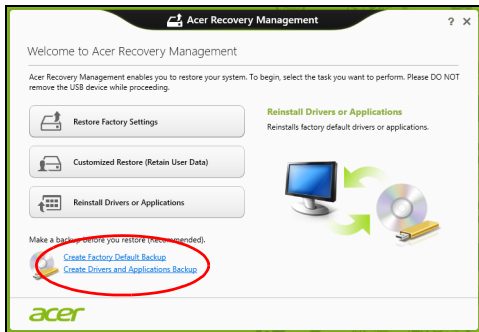 Acer Recovery Management
? X
Welcome to Acer Recovery Management
Acer Recovery Management enables you to restore your system. To begin, select the task you want to perform. Please DO NOT
remove the USB device while proceeding.
Restore Factory Settings
Customized Restore (Retain User Data)
Reinstall Drivers or Applications
Reinstall Drivers or Applications
Reinstalls factory default drivers or applications.
Make a backup before you restore (Recommended).
Create Factory Default Backup
Create Drivers and Applications Backup
acer